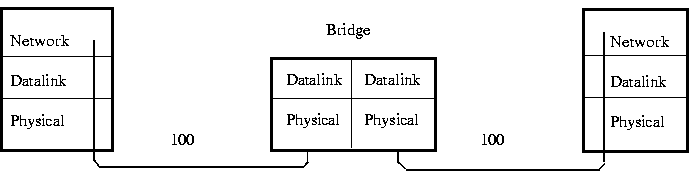 Bridge
Network
Datalink
Physical
100
Datalink Datalink
Physical Physical
100
Network
Datalink
Physical